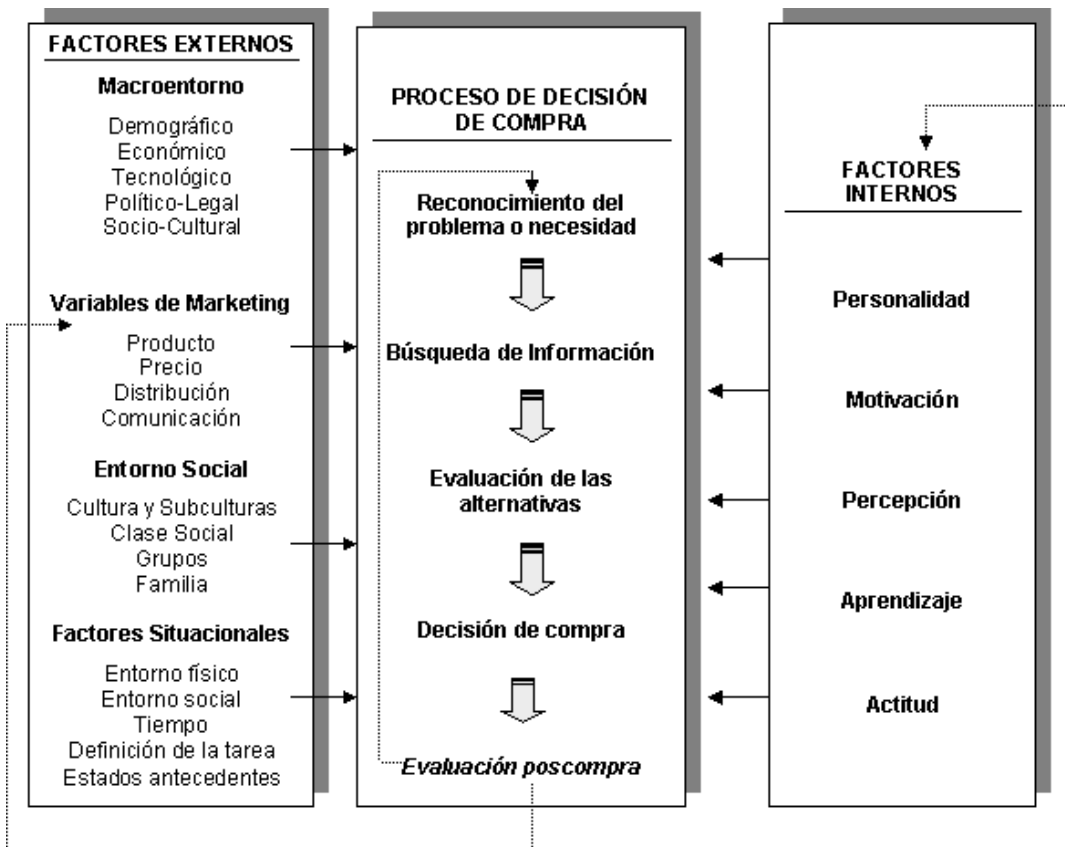 FACTORES EXTERNOS
Macroentorno
Demográfico
Económico
Tecnológico
Político-Legal
Socio-Cultural
Variables de Marketing
Producto
Precio
Distribución
Comunicación
Entorno Social
Cultura y Subculturas
Clase Social
Grupos
Familia
Factores Situacionales
Entorno físico
Entorno social
Tiempo
Definición de la tarea
Estados antecedentes
PROCESO DE DECISIÓN
DE COMPRA
Reconocimiento del
problema o necesidad
Búsqueda de Información
Evaluación de las
alternativas
Decisión de compra
Evaluación poscompra
FACTORES
INTERNOS
Personalidad
Motivación
Percepción
Aprendizaje
Actitud